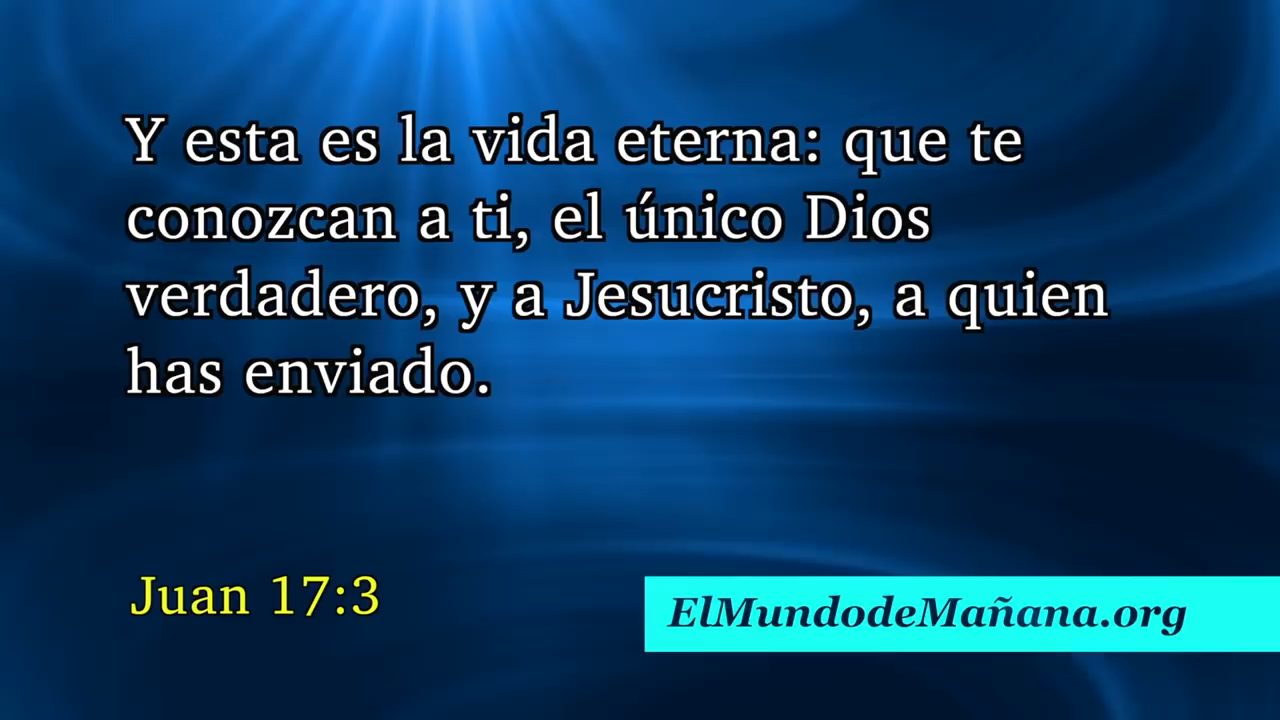 Y esta es la vida eterna: que te
conozcan a ti, el único Dios
verdadero, y a Jesucristo, a quien
has enviado.
Juan 17:3
ElMundodeMañana.org